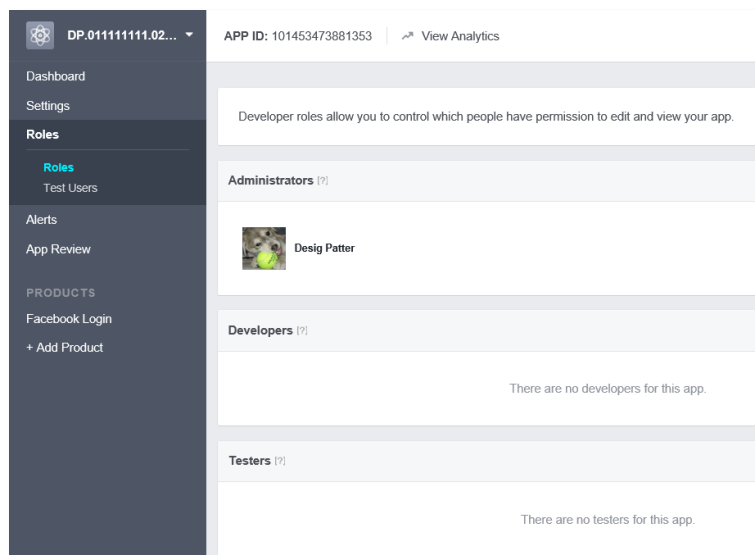 DP.011111111.02...
APP ID: 101453473881353
View Analytics
Dashboard
Settings
Roles
Roles
Test Users
Alerts
App Review
PRODUCTS
Facebook Login
+ Add Product
Developer roles allow you to control which people have permission to edit and view your app.
Administrators [?]
Desig Patter
Developers [?]
There are no developers for this app.
Testers [?]
There are no testers for this app.